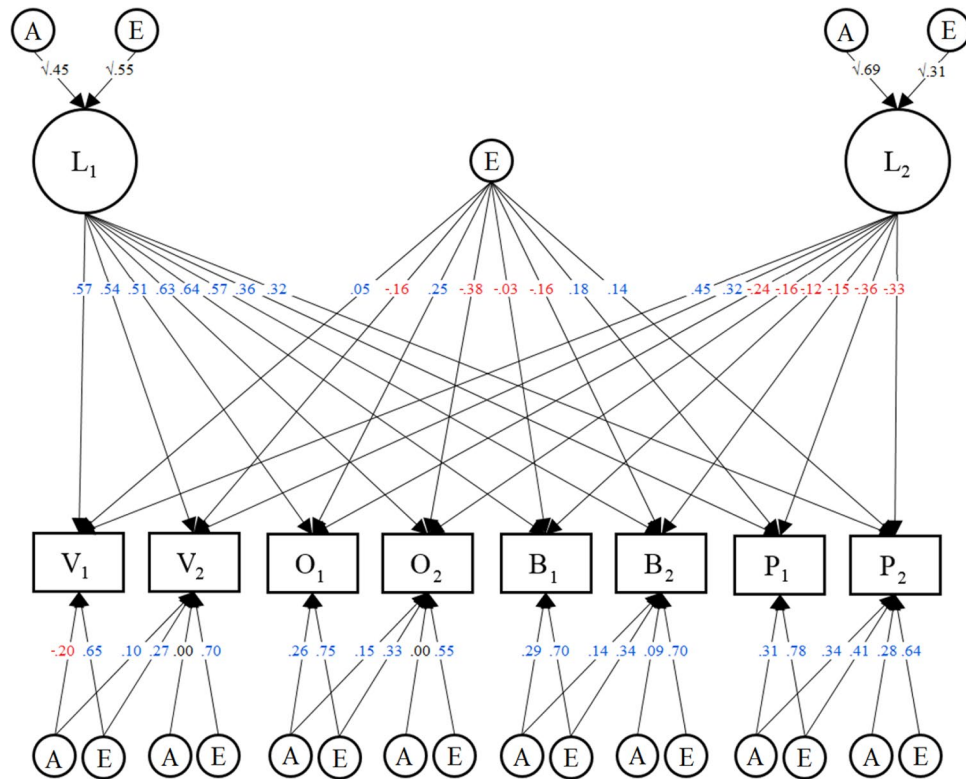 A E A E
√.45 √.55 √.69 √.31
L₁ E L₂
.57 .54 .51 .63 .64 .57 .36 .32 .05 -.16 .25 -.38 -.03 -.16 .18 .14 .45 .32 -.24 -.16 -.12 -.15 -.36 -.33
V₁ V₂ O₁ O₂ B₁ B₂ P₁ P₂
-.20 .65 .10 .27 .00 .70 .26 .75 .15 .33 .00 .55 .29 .70 .14 .34 .09 .70 .31 .78 .34 .41 .28 .64
A E A E A E A E A E A E A E A E